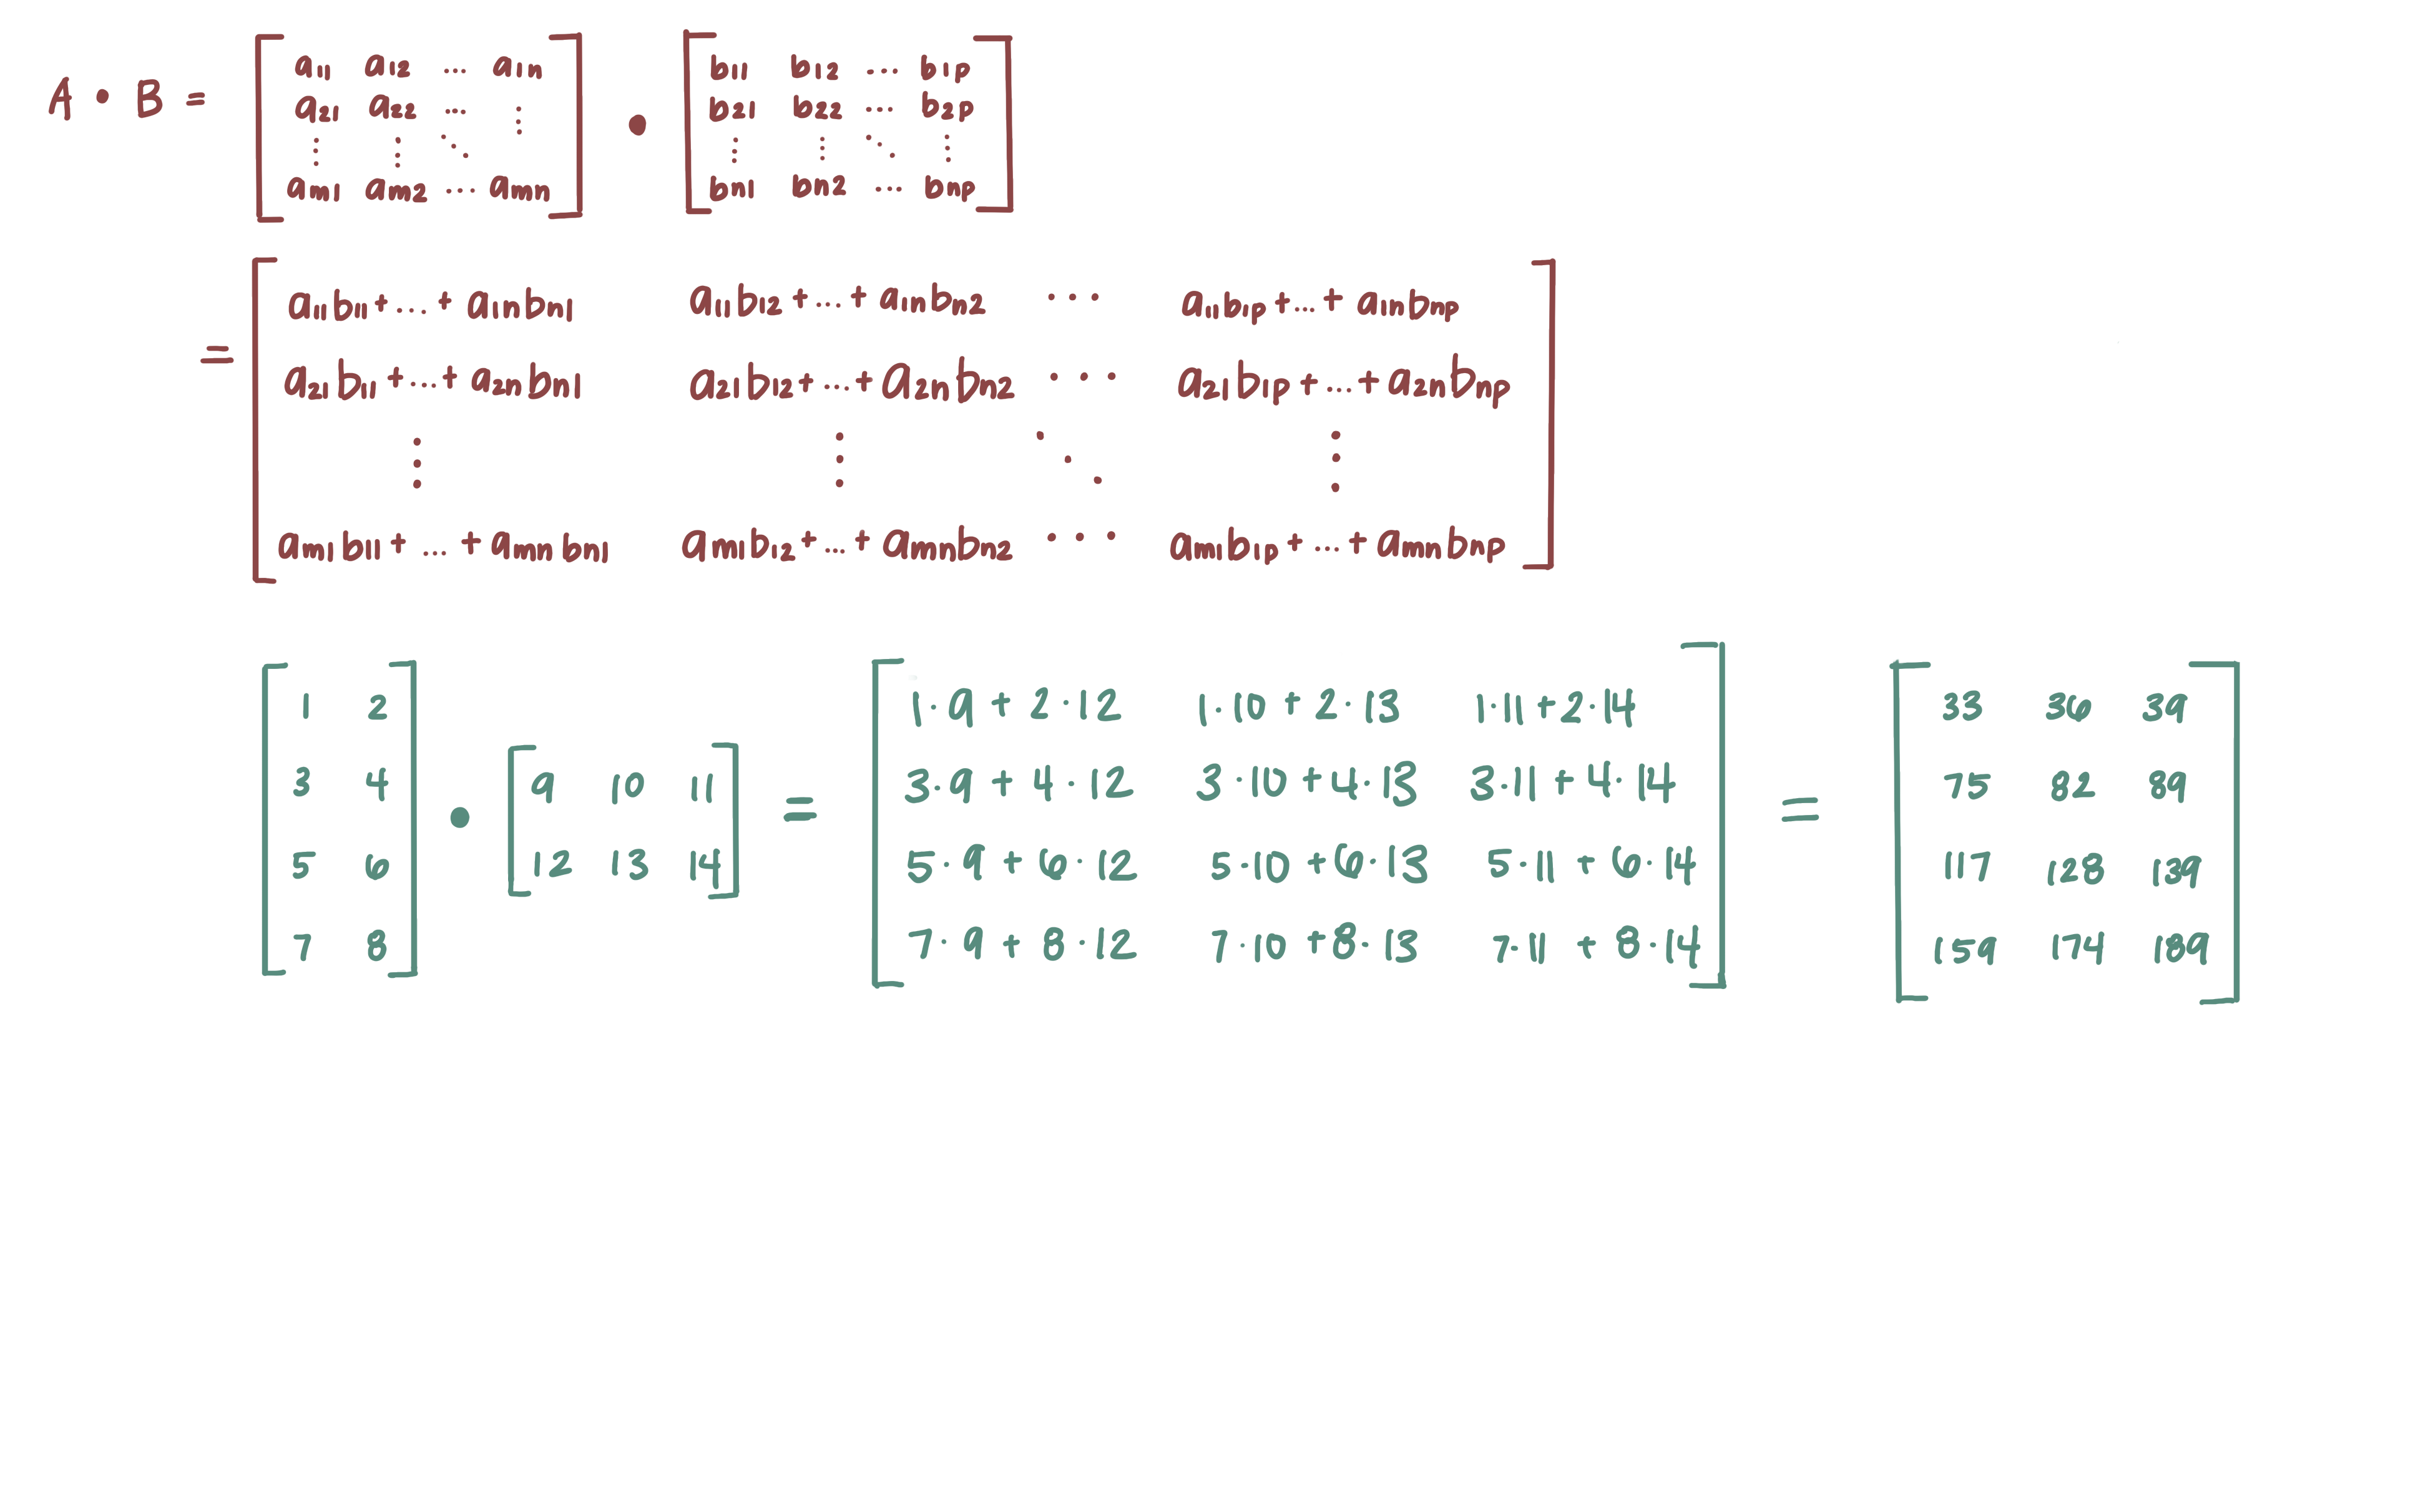 A • B = [ a11 a12 ... a1n ] • [ b11 b12 ... b1p ]
[ a21 a22 ... ⋮ ] [ b21 b22 ... b2p ]
[ ⋮ ⋮ ⋱ ] [ ⋮ ⋮ ⋱ ⋮ ]
[ am1 am2 ... amn ] [ bn1 bn2 ... bnp ]
= [ a11b11+...+a1nbn1 a11b12+...+a1nbn2 ... a11b1p+...+a1nbnp ]
[ a21b11+...+a2nbn1 a21b12+...+a2nbn2 ... a21b1p+...+a2nbnp ]
[ ⋮ ⋮ ⋱ ⋮ ]
[ am1b11+...+amnbn1 am1b12+...+amnbn2 ... am1b1p+...+amnbnp ]
[ 1 2 ] [ 1·9+2·12 1·10+2·13 1·11+2·14 ] [ 33 36 39 ]
[ 3 4 ] • [ 9 10 11 ] = [ 3·9+4·12 3·10+4·13 3·11+4·14 ] = [ 75 82 89 ]
[ 5 6 ] [ 12 13 14 ] [ 5·9+6·12 5·10+6·13 5·11+6·14 ] [ 117 128 139 ]
[ 7 8 ] [ 7·9+8·12 7·10+8·13 7·11+8·14 ] [ 159 174 189 ]